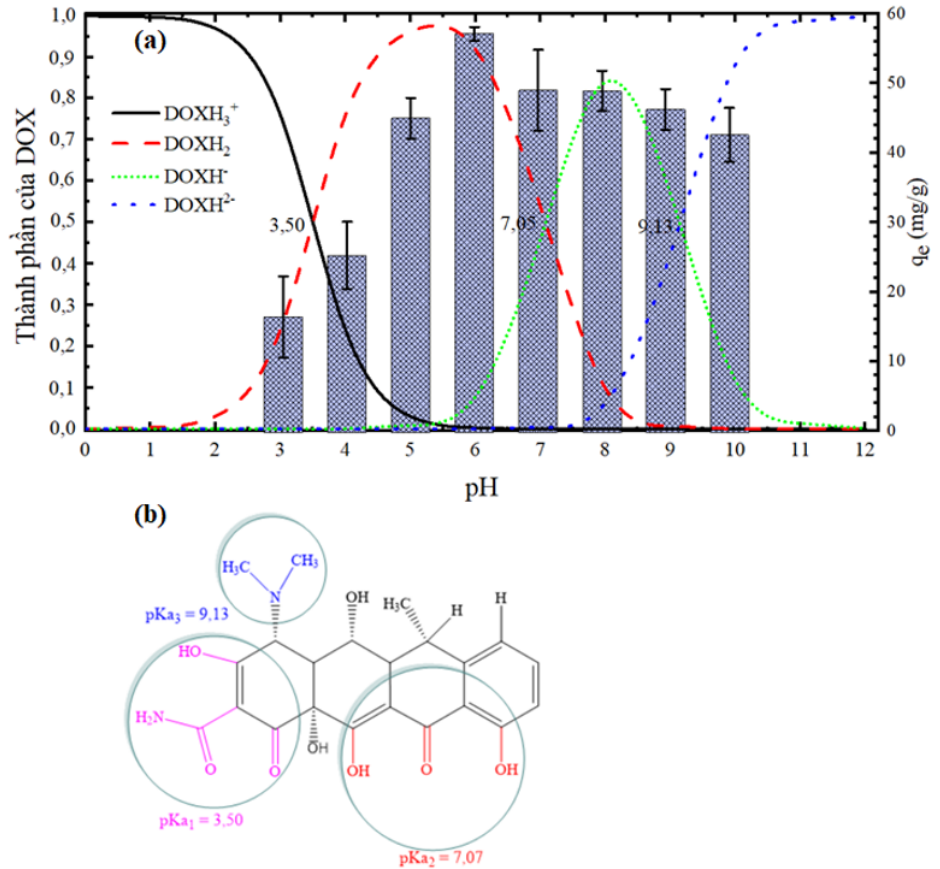 (a)
1,0
0,9
0,8
0,7
0,6
0,5
0,4
0,3
0,2
0,1
0,0
Thành phần của DOX
DOXH₃⁺
DOXH₂
DOXH⁻
DOXH²⁻
3,50
7,05
9,13
60
50
40
30
20
10
0
qₑ (mg/g)
0 1 2 3 4 5 6 7 8 9 10 11 12
pH
(b)
H₃C CH₃
N
pKa₃ = 9,13
OH H₃C H H
HO
H₂N
O O OH OH O OH
pKa₁ = 3,50
pKa₂ = 7,07